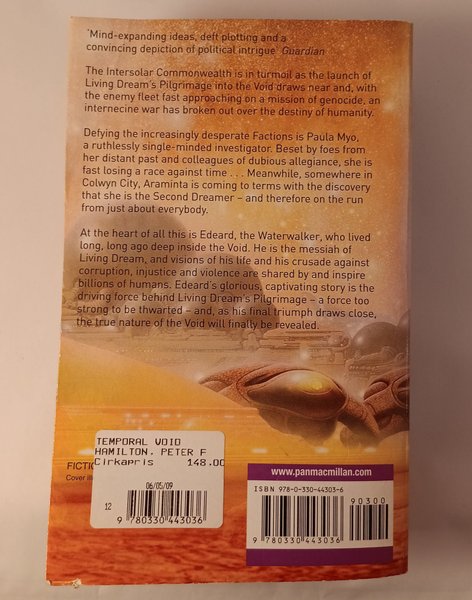 'Mind-expanding ideas, deft plotting and a
convincing depiction of political intrigue' Guardian
The Intersolar Commonwealth is in turmoil as the launch of
Living Dream's Pilgrimage into the Void draws near and, with
the enemy fleet fast approaching on a mission of genocide, an
internecine war has broken out over the destiny of humanity.
Defying the increasingly desperate Factions is Paula Myo,
a ruthlessly single-minded investigator. Beset by foes from
her distant past and colleagues of dubious allegiance, she is
fast losing a race against time . . . Meanwhile, somewhere in
Colwyn City, Araminta is coming to terms with the discovery
that she is the Second Dreamer – and therefore on the run
from just about everybody.
At the heart of all this is Edeard, the Waterwalker, who lived
long, long ago deep inside the Void. He is the messiah of
Living Dream, and visions of his life and his crusade against
corruption, injustice and violence are shared by and inspire
billions of humans. Edeard's glorious, captivating story is the
driving force behind Living Dream's Pilgrimage – a force too
strong to be thwarted – and, as his final triumph draws close,
the true nature of the Void will finally be revealed.
TEMPORAL VOID
HAMILTON, PETER F
Cirkapris 148.00
06/05/09
12
9 780330 443036
FICTI
Cover ill
www.panmacmillan.com
ISBN 978-0-330-44303-6
90300
9 780330 443036